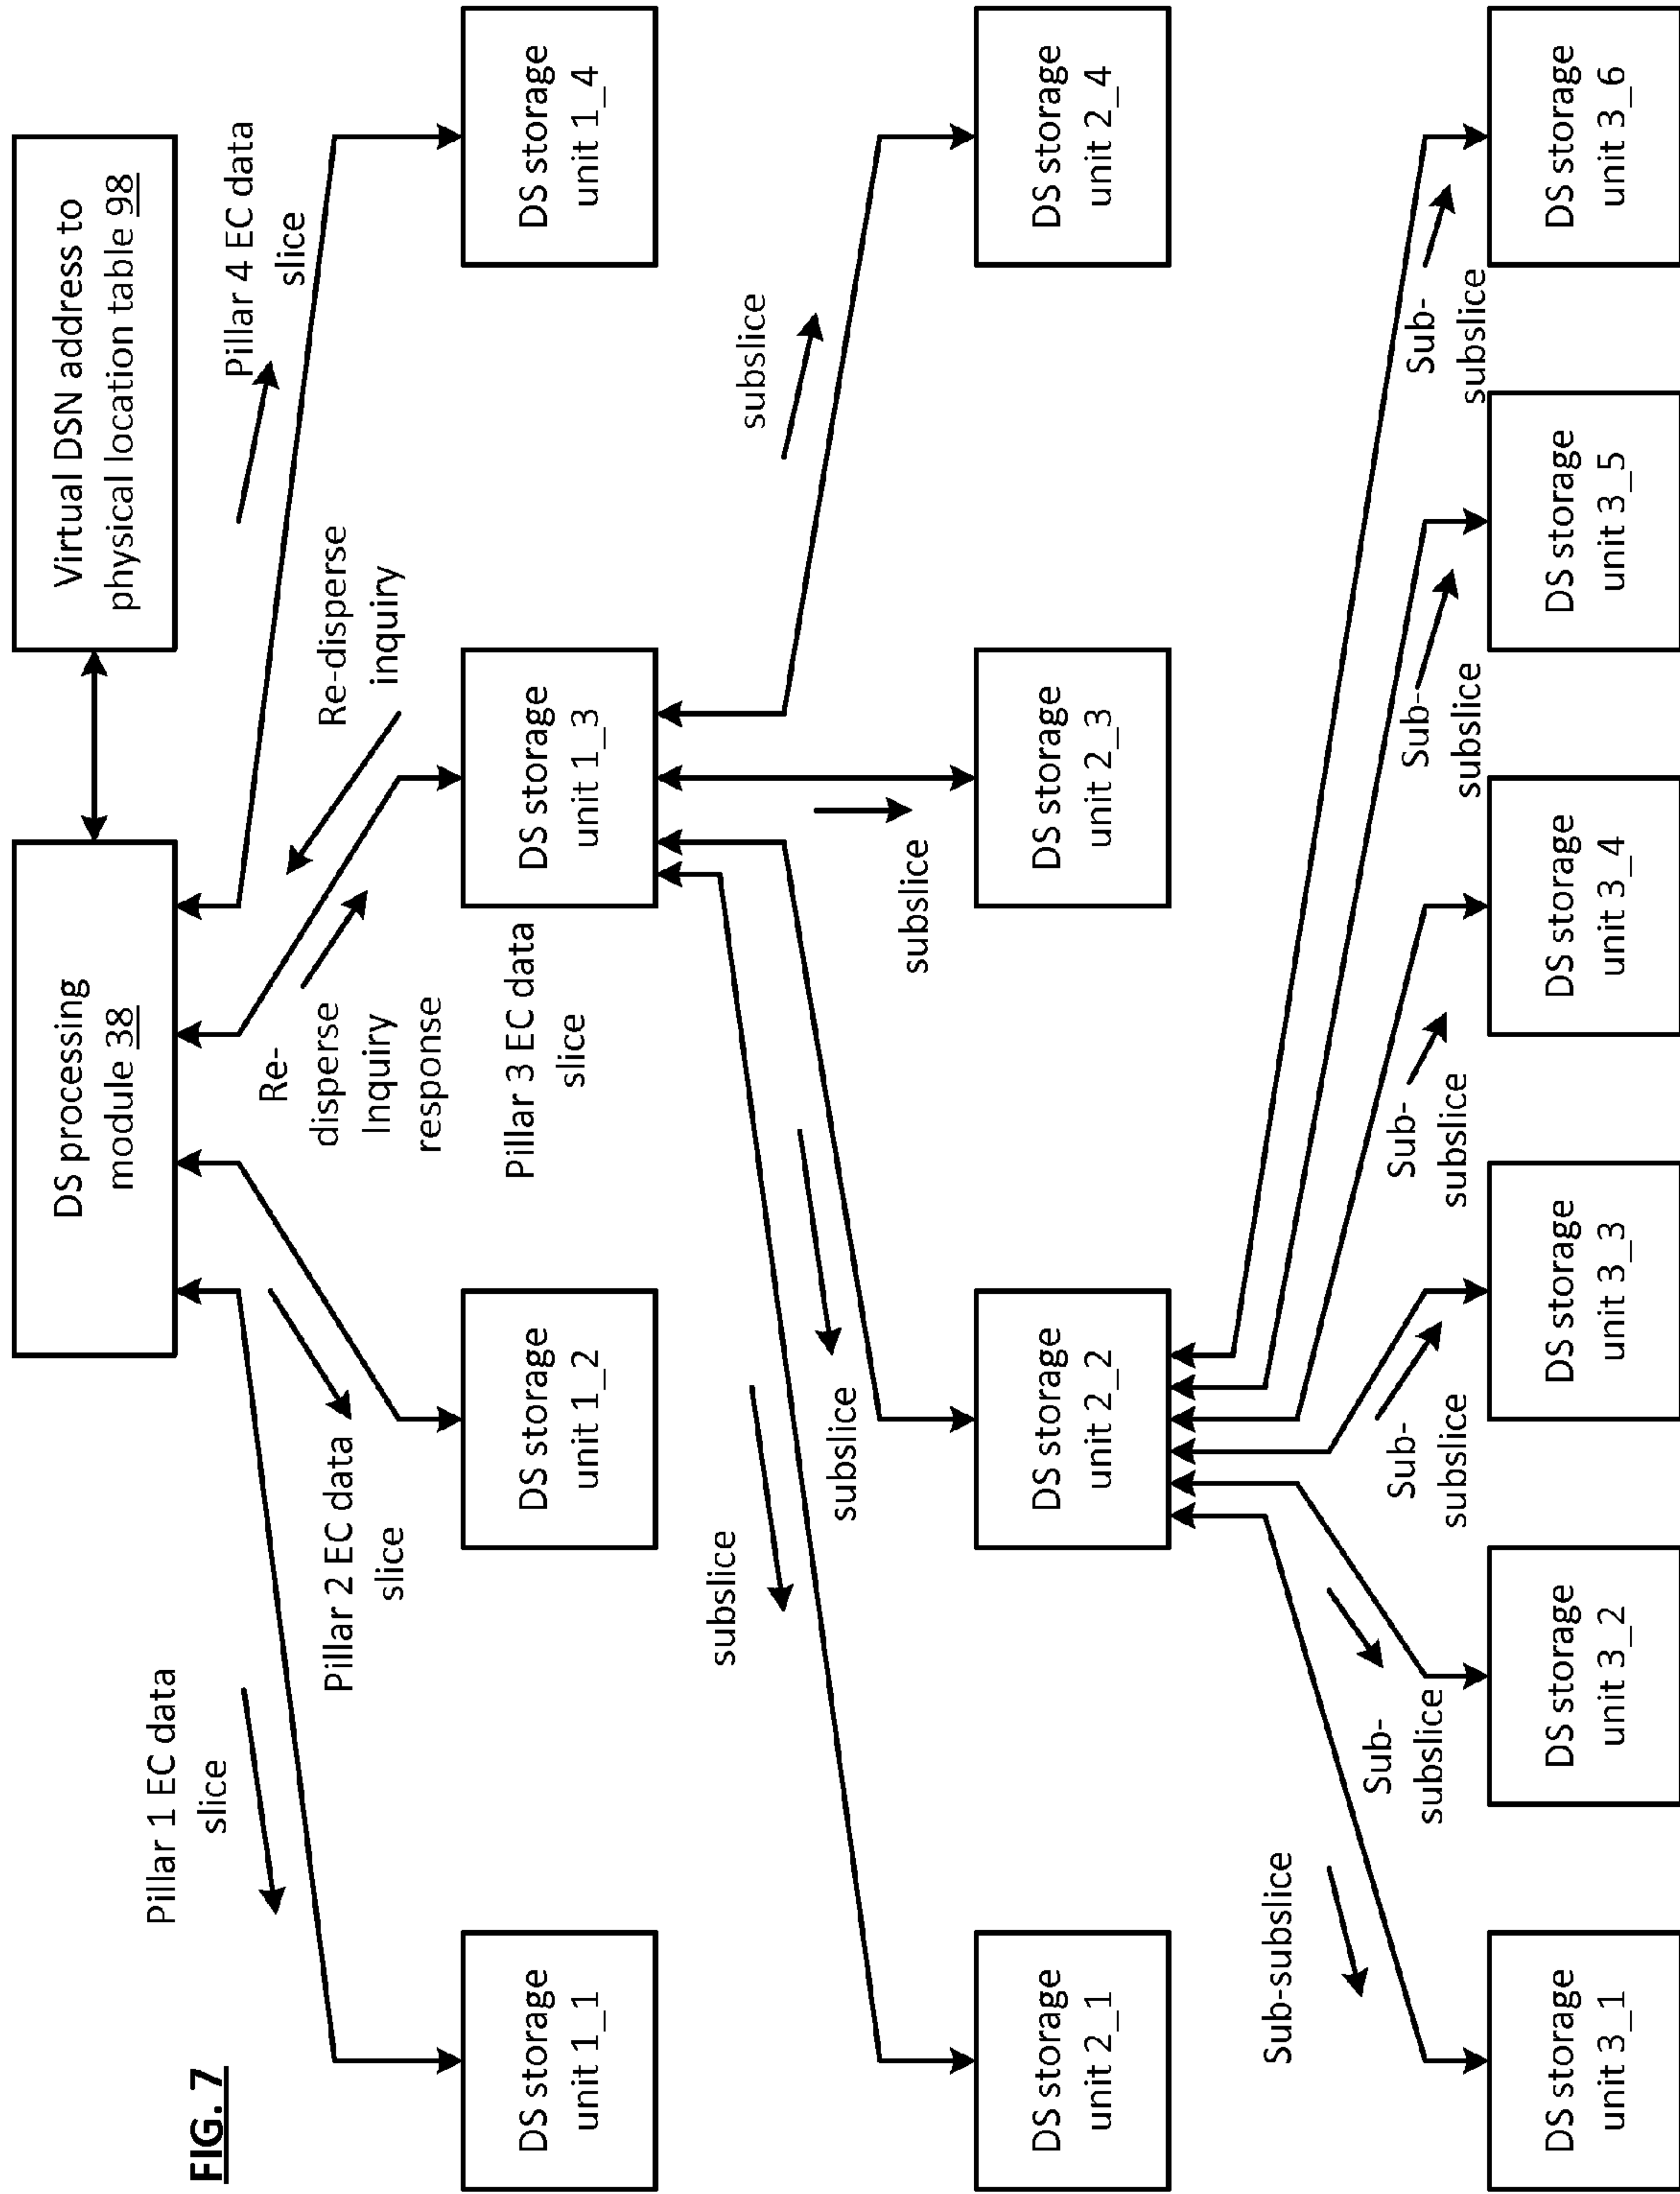 FIG. 7
DS processing
module 38
Virtual DSN address to
physical location table 98
Pillar 1 EC data
slice
Pillar 2 EC data
slice
Re-
disperse
Inquiry
response
Re-disperse
inquiry
Pillar 4 EC data
slice
Pillar 3 EC data
slice
DS storage
unit 1_1
DS storage
unit 1_2
DS storage
unit 1_3
DS storage
unit 1_4
subslice
subslice
subslice
subslice
DS storage
unit 2_1
DS storage
unit 2_2
DS storage
unit 2_3
DS storage
unit 2_4
Sub-subslice
Sub-
subslice
Sub-
subslice
Sub-
subslice
Sub-
subslice
Sub-
subslice
DS storage
unit 3_1
DS storage
unit 3_2
DS storage
unit 3_3
DS storage
unit 3_4
DS storage
unit 3_5
DS storage
unit 3_6